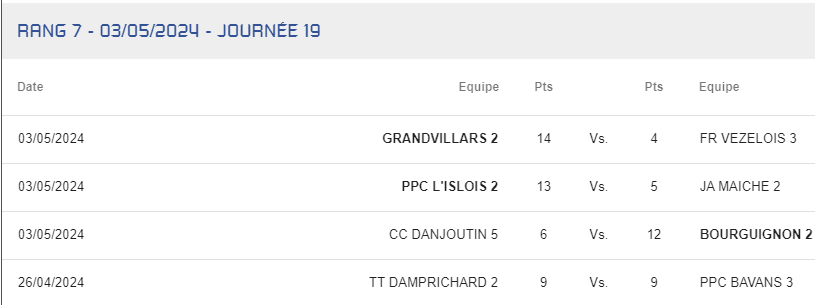 RANG 7 - 03/05/2024 - JOURNÉE 19
Date Equipe Pts Pts Equipe
03/05/2024 GRANDVILLARS 2 14 Vs. 4 FR VEZELOIS 3
03/05/2024 PPC L'ISLOIS 2 13 Vs. 5 JA MAICHE 2
03/05/2024 CC DANJOUTIN 5 6 Vs. 12 BOURGUIGNON 2
26/04/2024 TT DAMPRICHARD 2 9 Vs. 9 PPC BAVANS 3